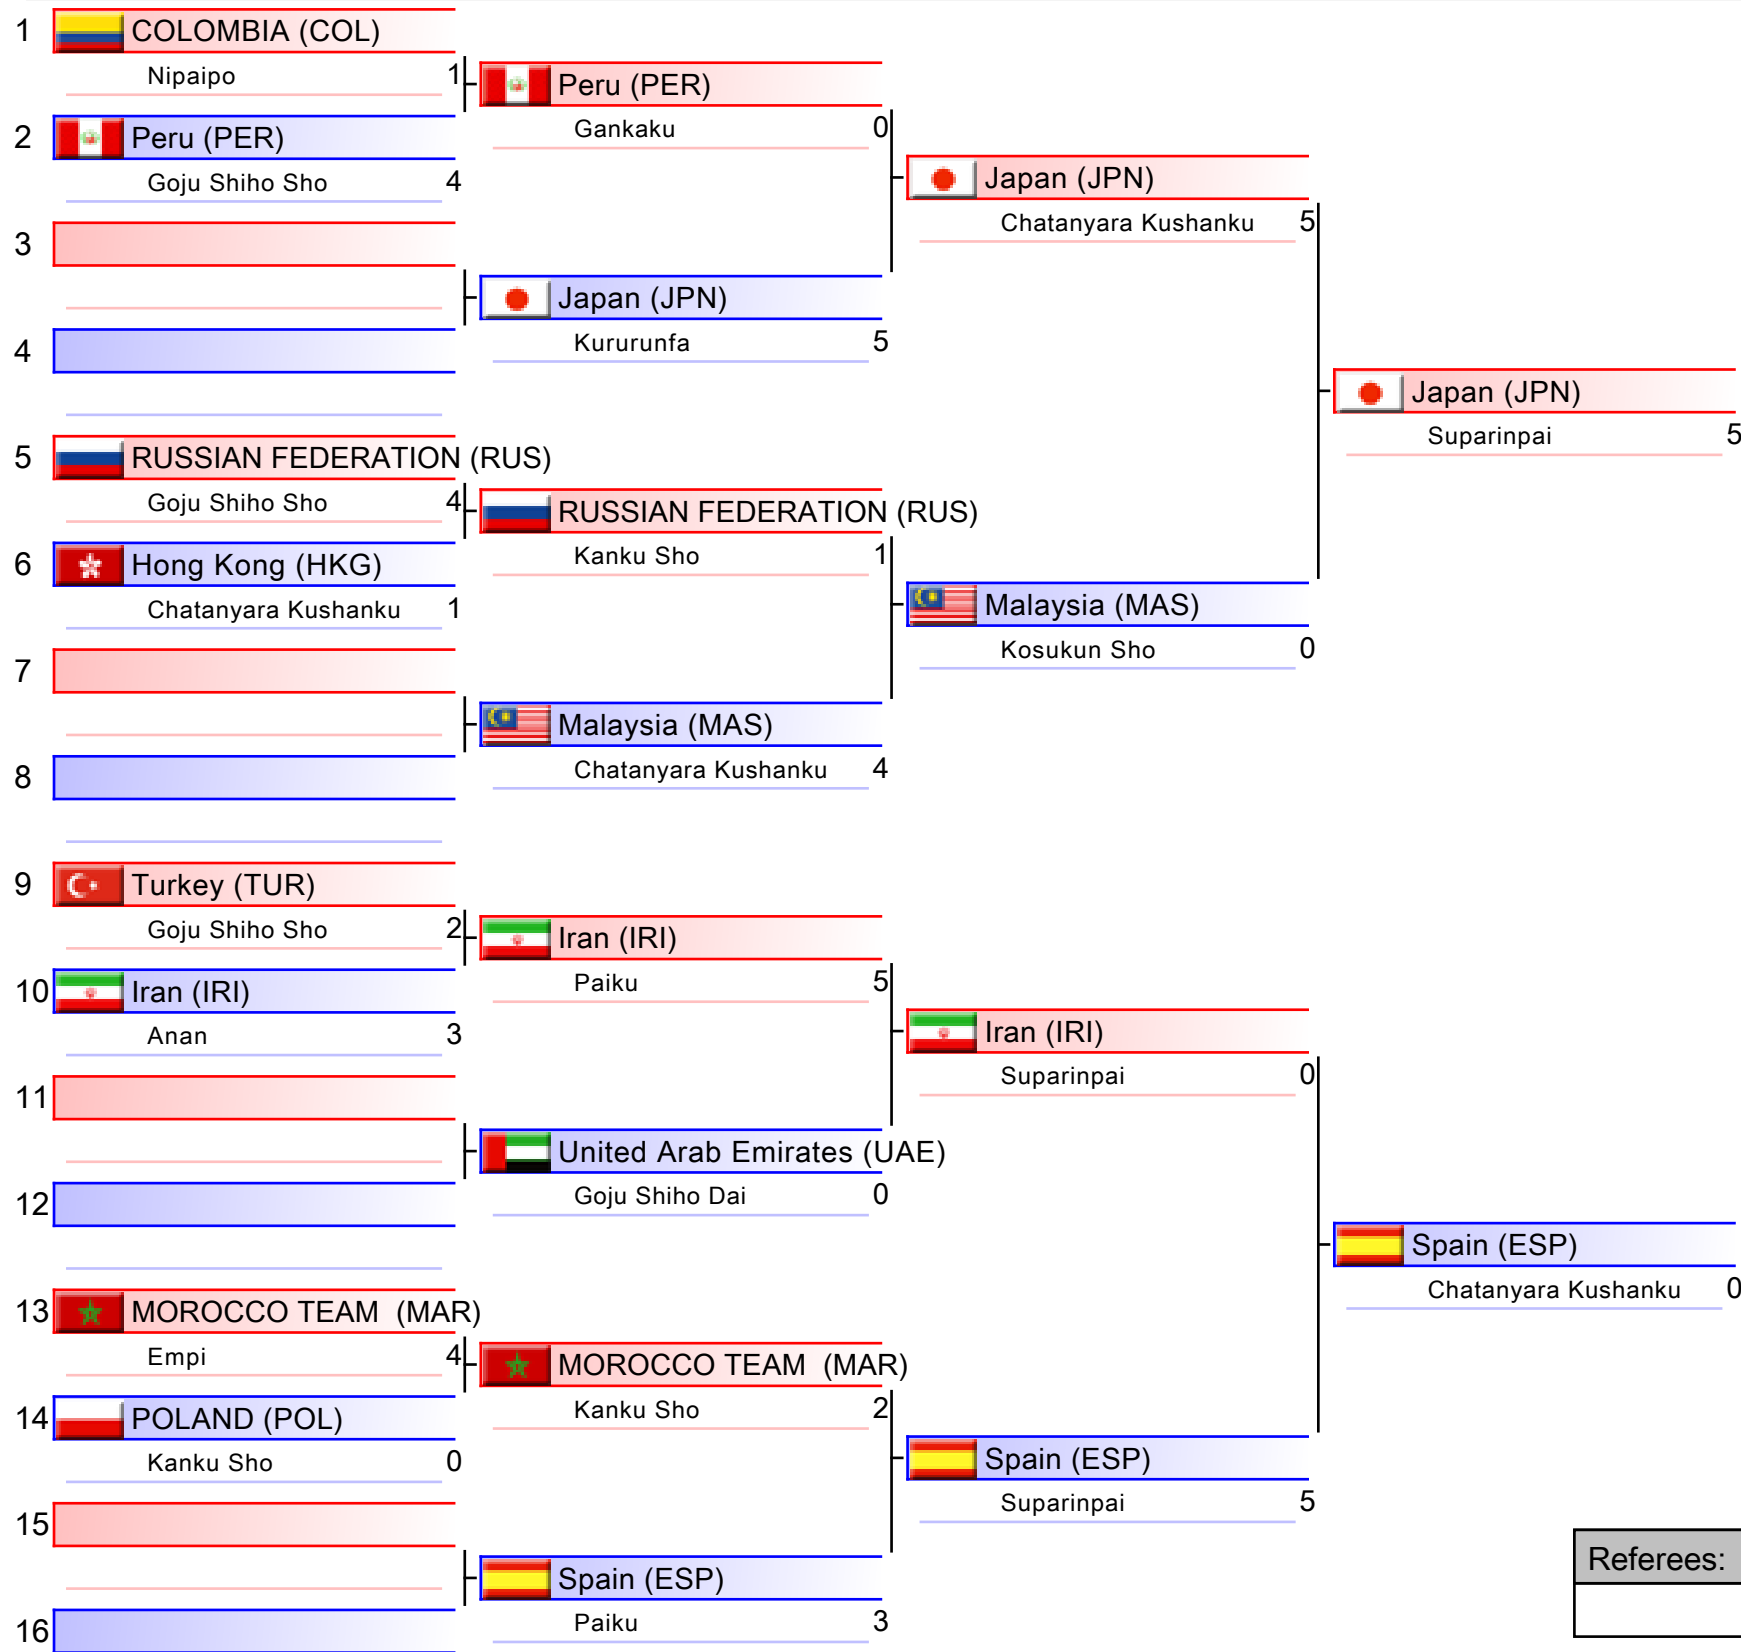 1 COLOMBIA (COL)
Nipaipo 1
2 Peru (PER)
Goju Shiho Sho 4
3
4
5 RUSSIAN FEDERATION (RUS)
Goju Shiho Sho 4
6 Hong Kong (HKG)
Chatanyara Kushanku 1
7
8
9 Turkey (TUR)
Goju Shiho Sho 2
10 Iran (IRI)
Anan 3
11
12
13 MOROCCO TEAM (MAR)
Empi 4
14 POLAND (POL)
Kanku Sho 0
15
16
Peru (PER)
Gankaku 0
Japan (JPN)
Kururunfa 5
RUSSIAN FEDERATION (RUS)
Kanku Sho 1
Malaysia (MAS)
Chatanyara Kushanku 4
Iran (IRI)
Paiku 5
United Arab Emirates (UAE)
Goju Shiho Dai 0
MOROCCO TEAM (MAR)
Kanku Sho 2
Spain (ESP)
Paiku 3
Japan (JPN)
Chatanyara Kushanku 5
Malaysia (MAS)
Kosukun Sho 0
Iran (IRI)
Suparinpai 0
Spain (ESP)
Suparinpai 5
Japan (JPN)
Suparinpai 5
Spain (ESP)
Chatanyara Kushanku 0
Referees: